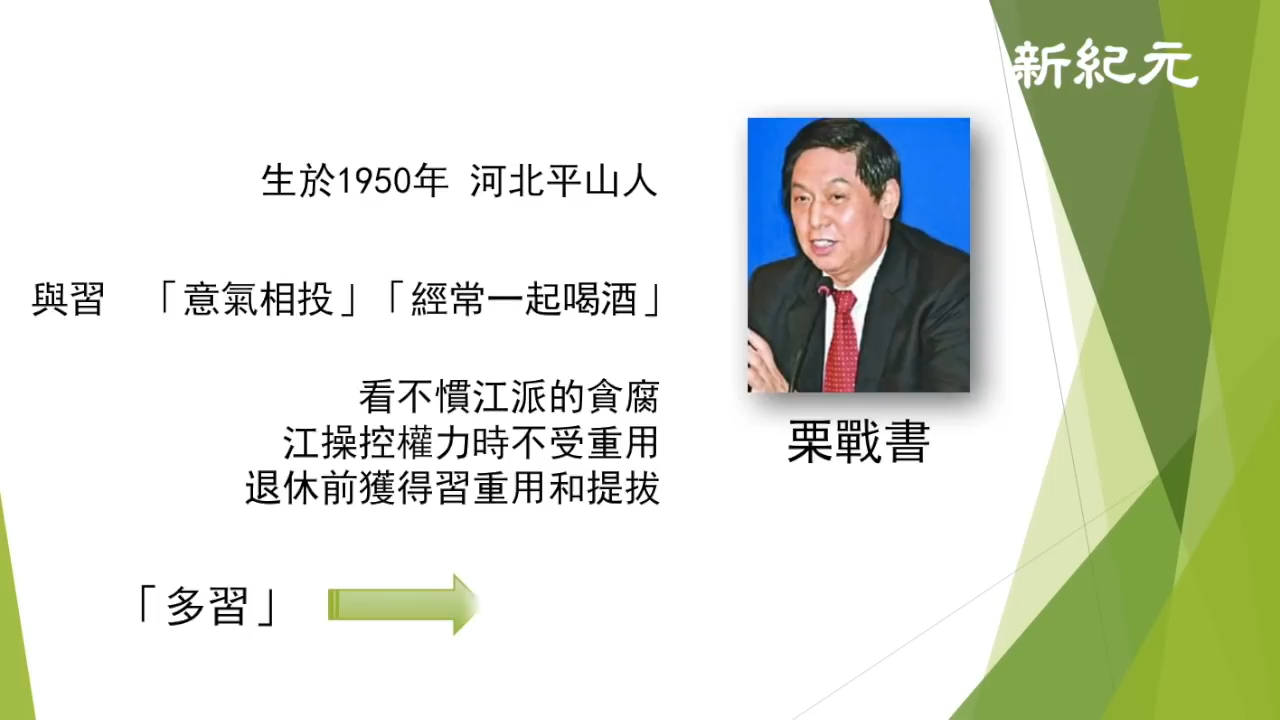 新紀元
生於1950年 河北平山人
與習 「意氣相投」「經常一起喝酒」
看不慣江派的貪腐
江操控權力時不受重用
退休前獲得習重用和提拔
栗戰書
「多習」